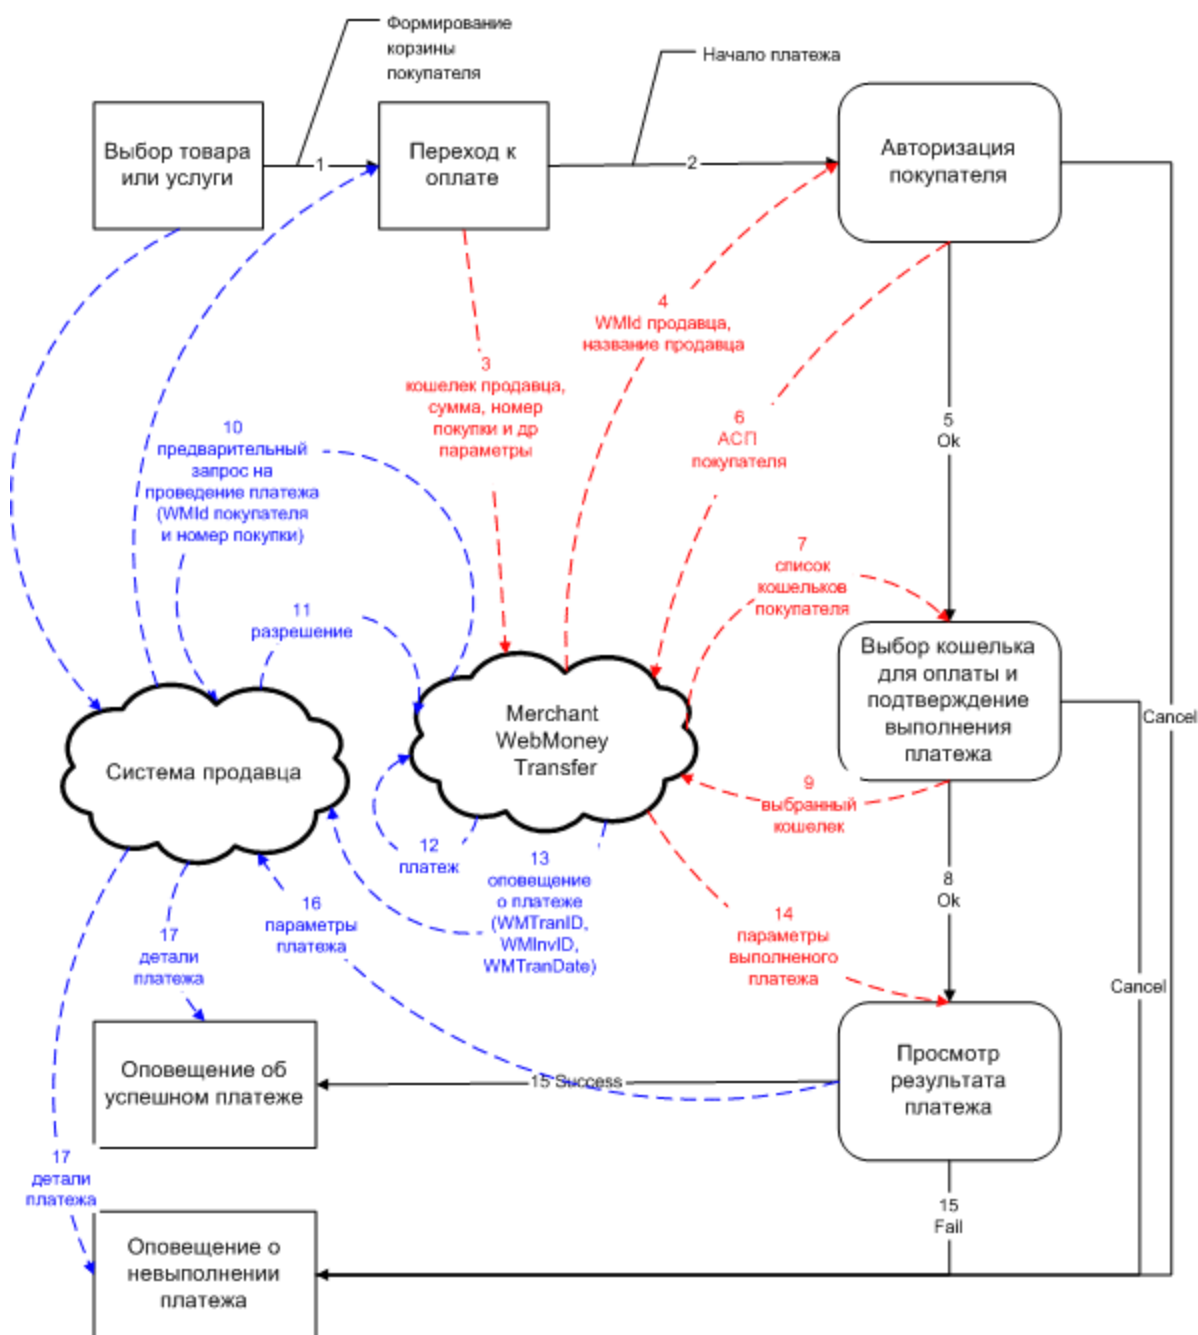 Формирование
корзины
покупателя
Начало платежа
Выбор товара
или услуги
1
Переход к
оплате
2
Авторизация
покупателя
4
WMId продавца,
название продавца
3
кошелек продавца,
сумма, номер
покупки и др
параметры
6
АСП
покупателя
5
Ok
10
предварительный
запрос на
проведение платежа
(WMId покупателя
и номер покупки)
7
список
кошельков
покупателя
11
разрешение
Выбор кошелька
для оплаты и
подтверждение
выполнения
платежа
Cancel
Merchant
WebMoney
Transfer
Система продавца
9
выбранный
кошелек
12
платеж
13
оповещение
о платеже
(WMTranID,
WMInvID,
WMTranDate)
8
Ok
16
параметры
платежа
14
параметры
выполненого
платежа
17
детали
платежа
Cancel
Оповещение об
успешном платеже
15 Success
Просмотр
результата
платежа
17
детали
платежа
15
Fail
Оповещение о
невыполнении
платежа